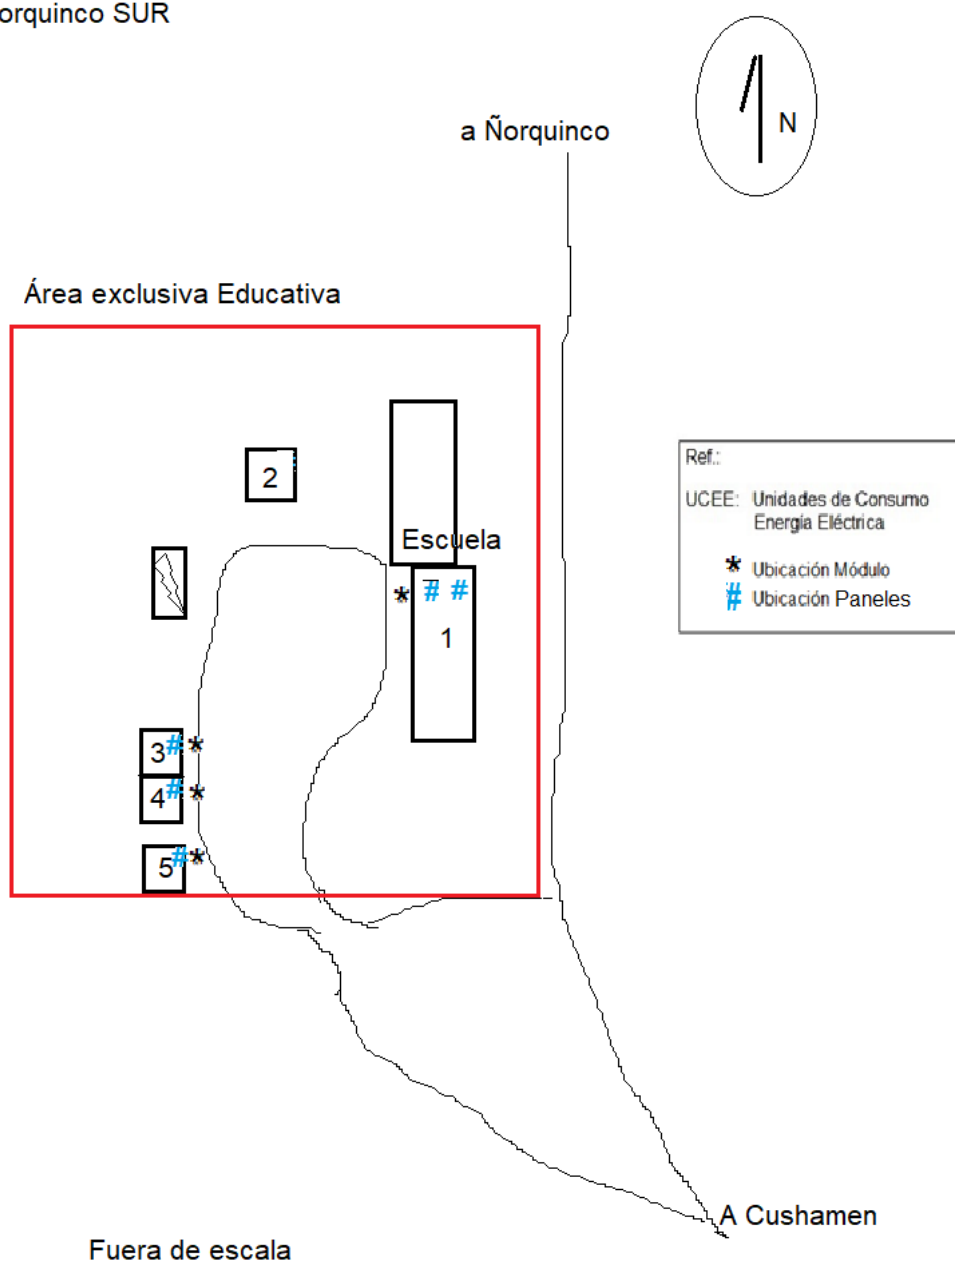 orquinco SUR
a Ñorquinco
N
Área exclusiva Educativa
2
Escuela
* # #
1
Ref.:
UCEE: Unidades de Consumo
Energía Eléctrica
* Ubicación Módulo
# Ubicación Paneles
3 # *
4 # *
5 # *
A Cushamen
Fuera de escala